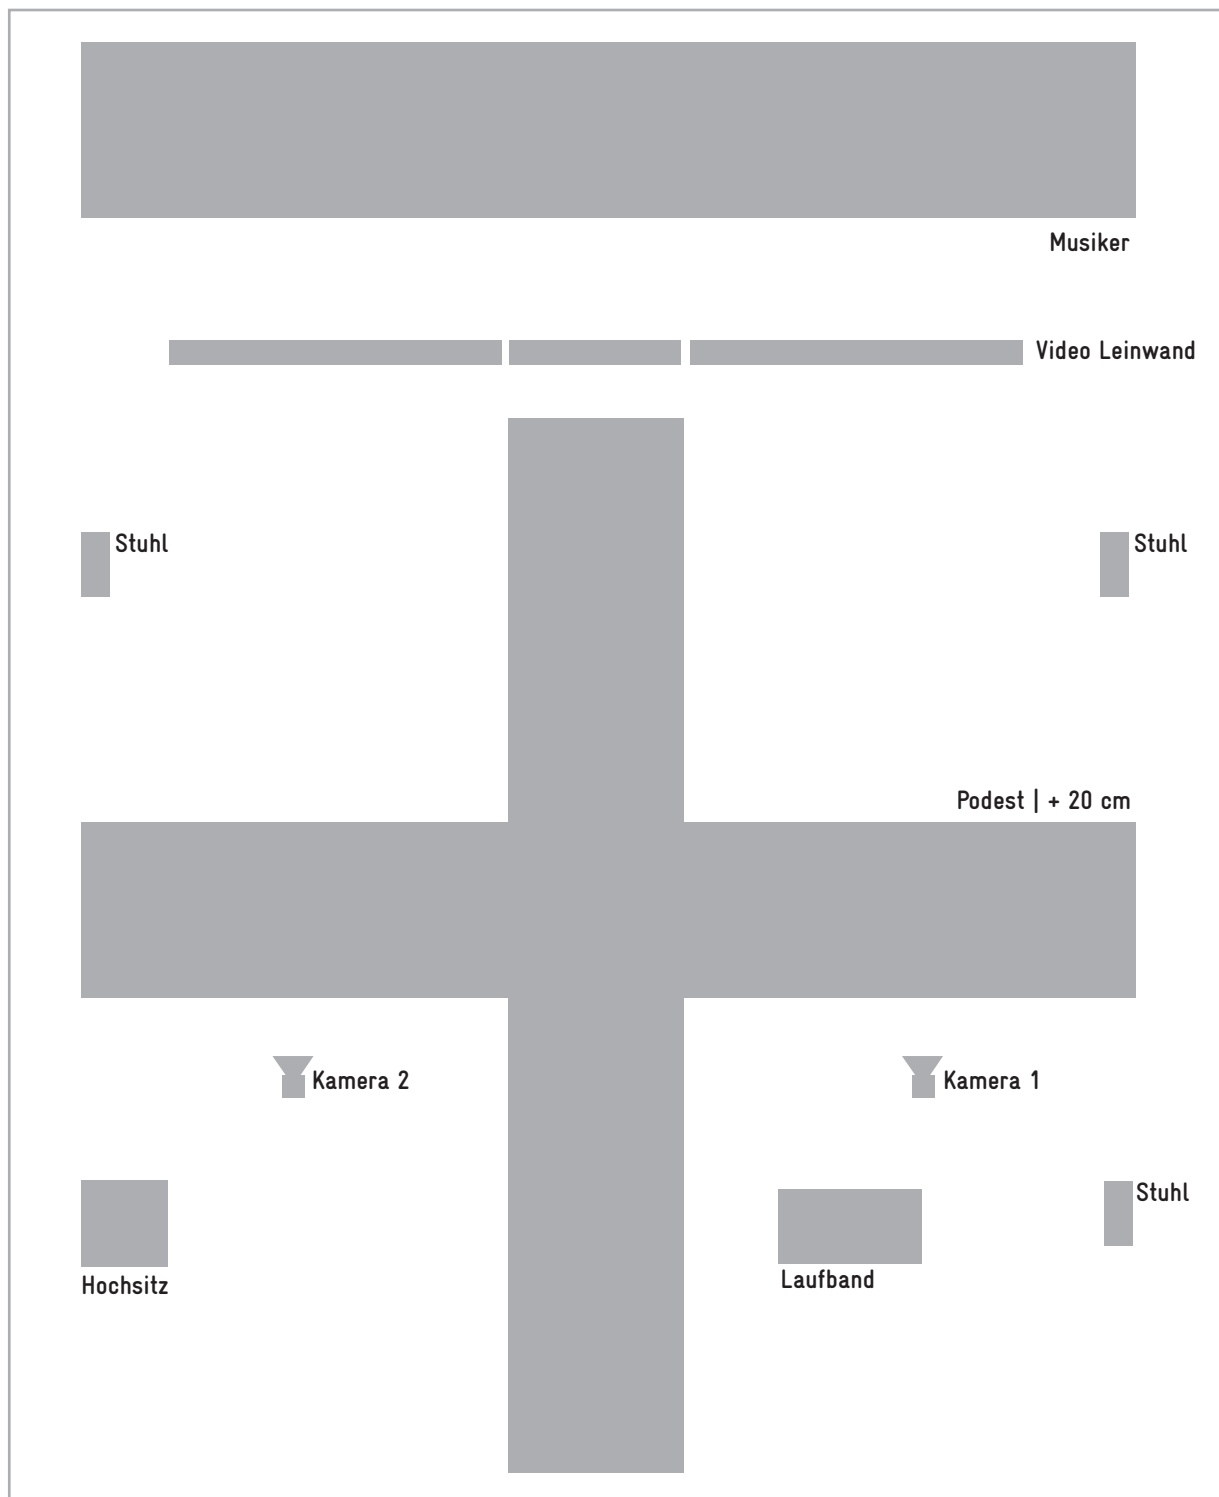 Musiker
Video Leinwand
Stuhl
Stuhl
Podest | + 20 cm
Kamera 2
Kamera 1
Stuhl
Hochsitz
Laufband